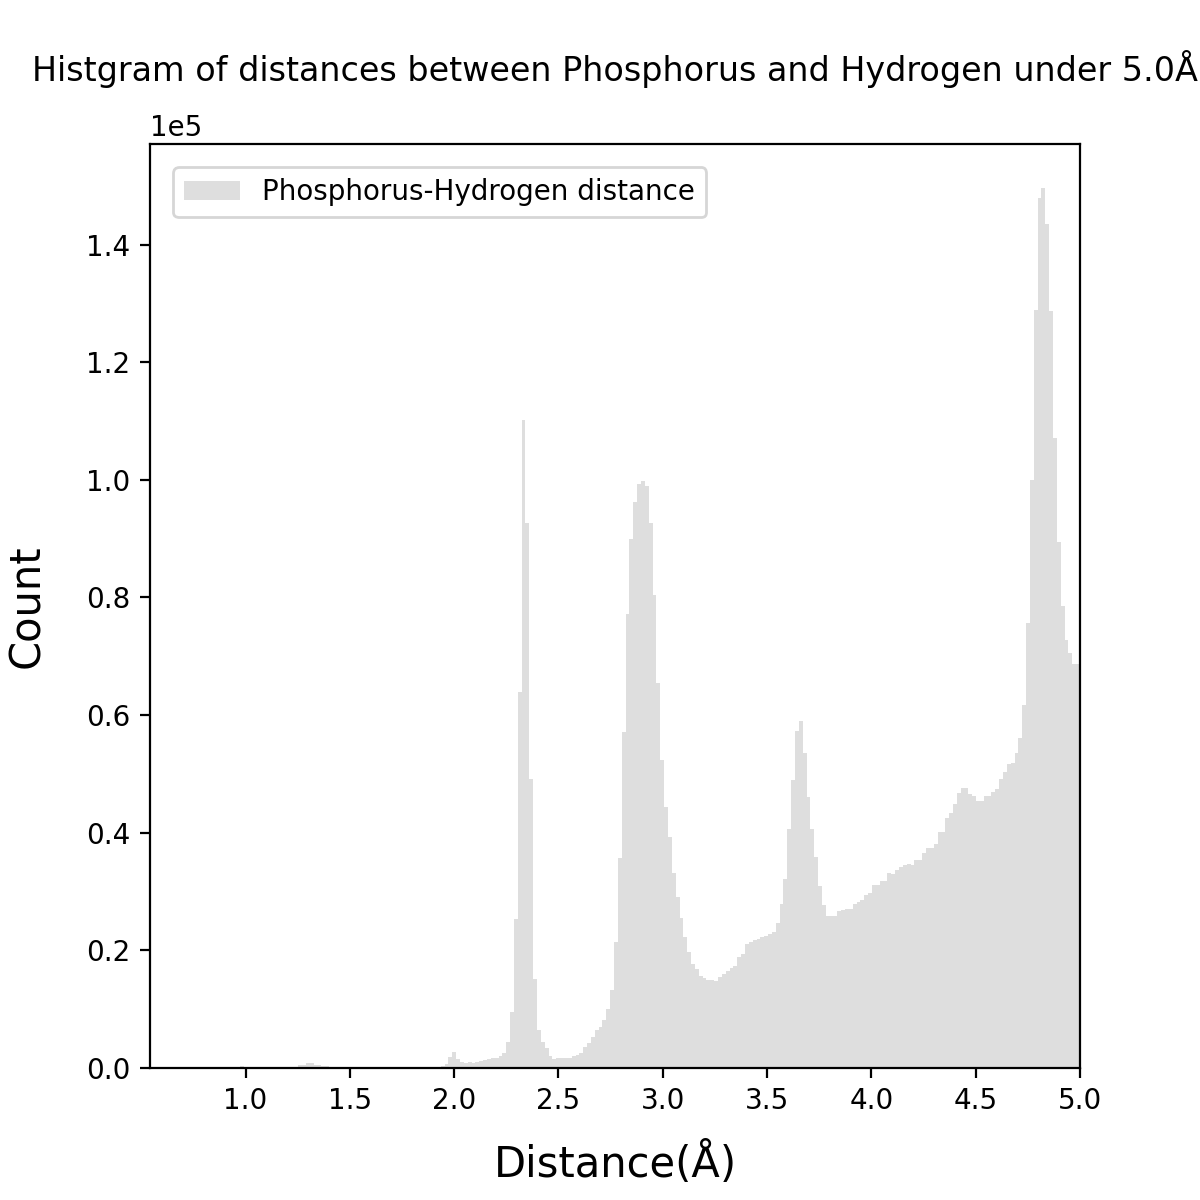 Histgram of distances between Phosphorus and Hydrogen under 5.0Å
1e5
Phosphorus-Hydrogen distance
1.4
1.2
1.0
0.8
0.6
0.4
0.2
0.0
Count
1.0 1.5 2.0 2.5 3.0 3.5 4.0 4.5 5.0
Distance(Å)